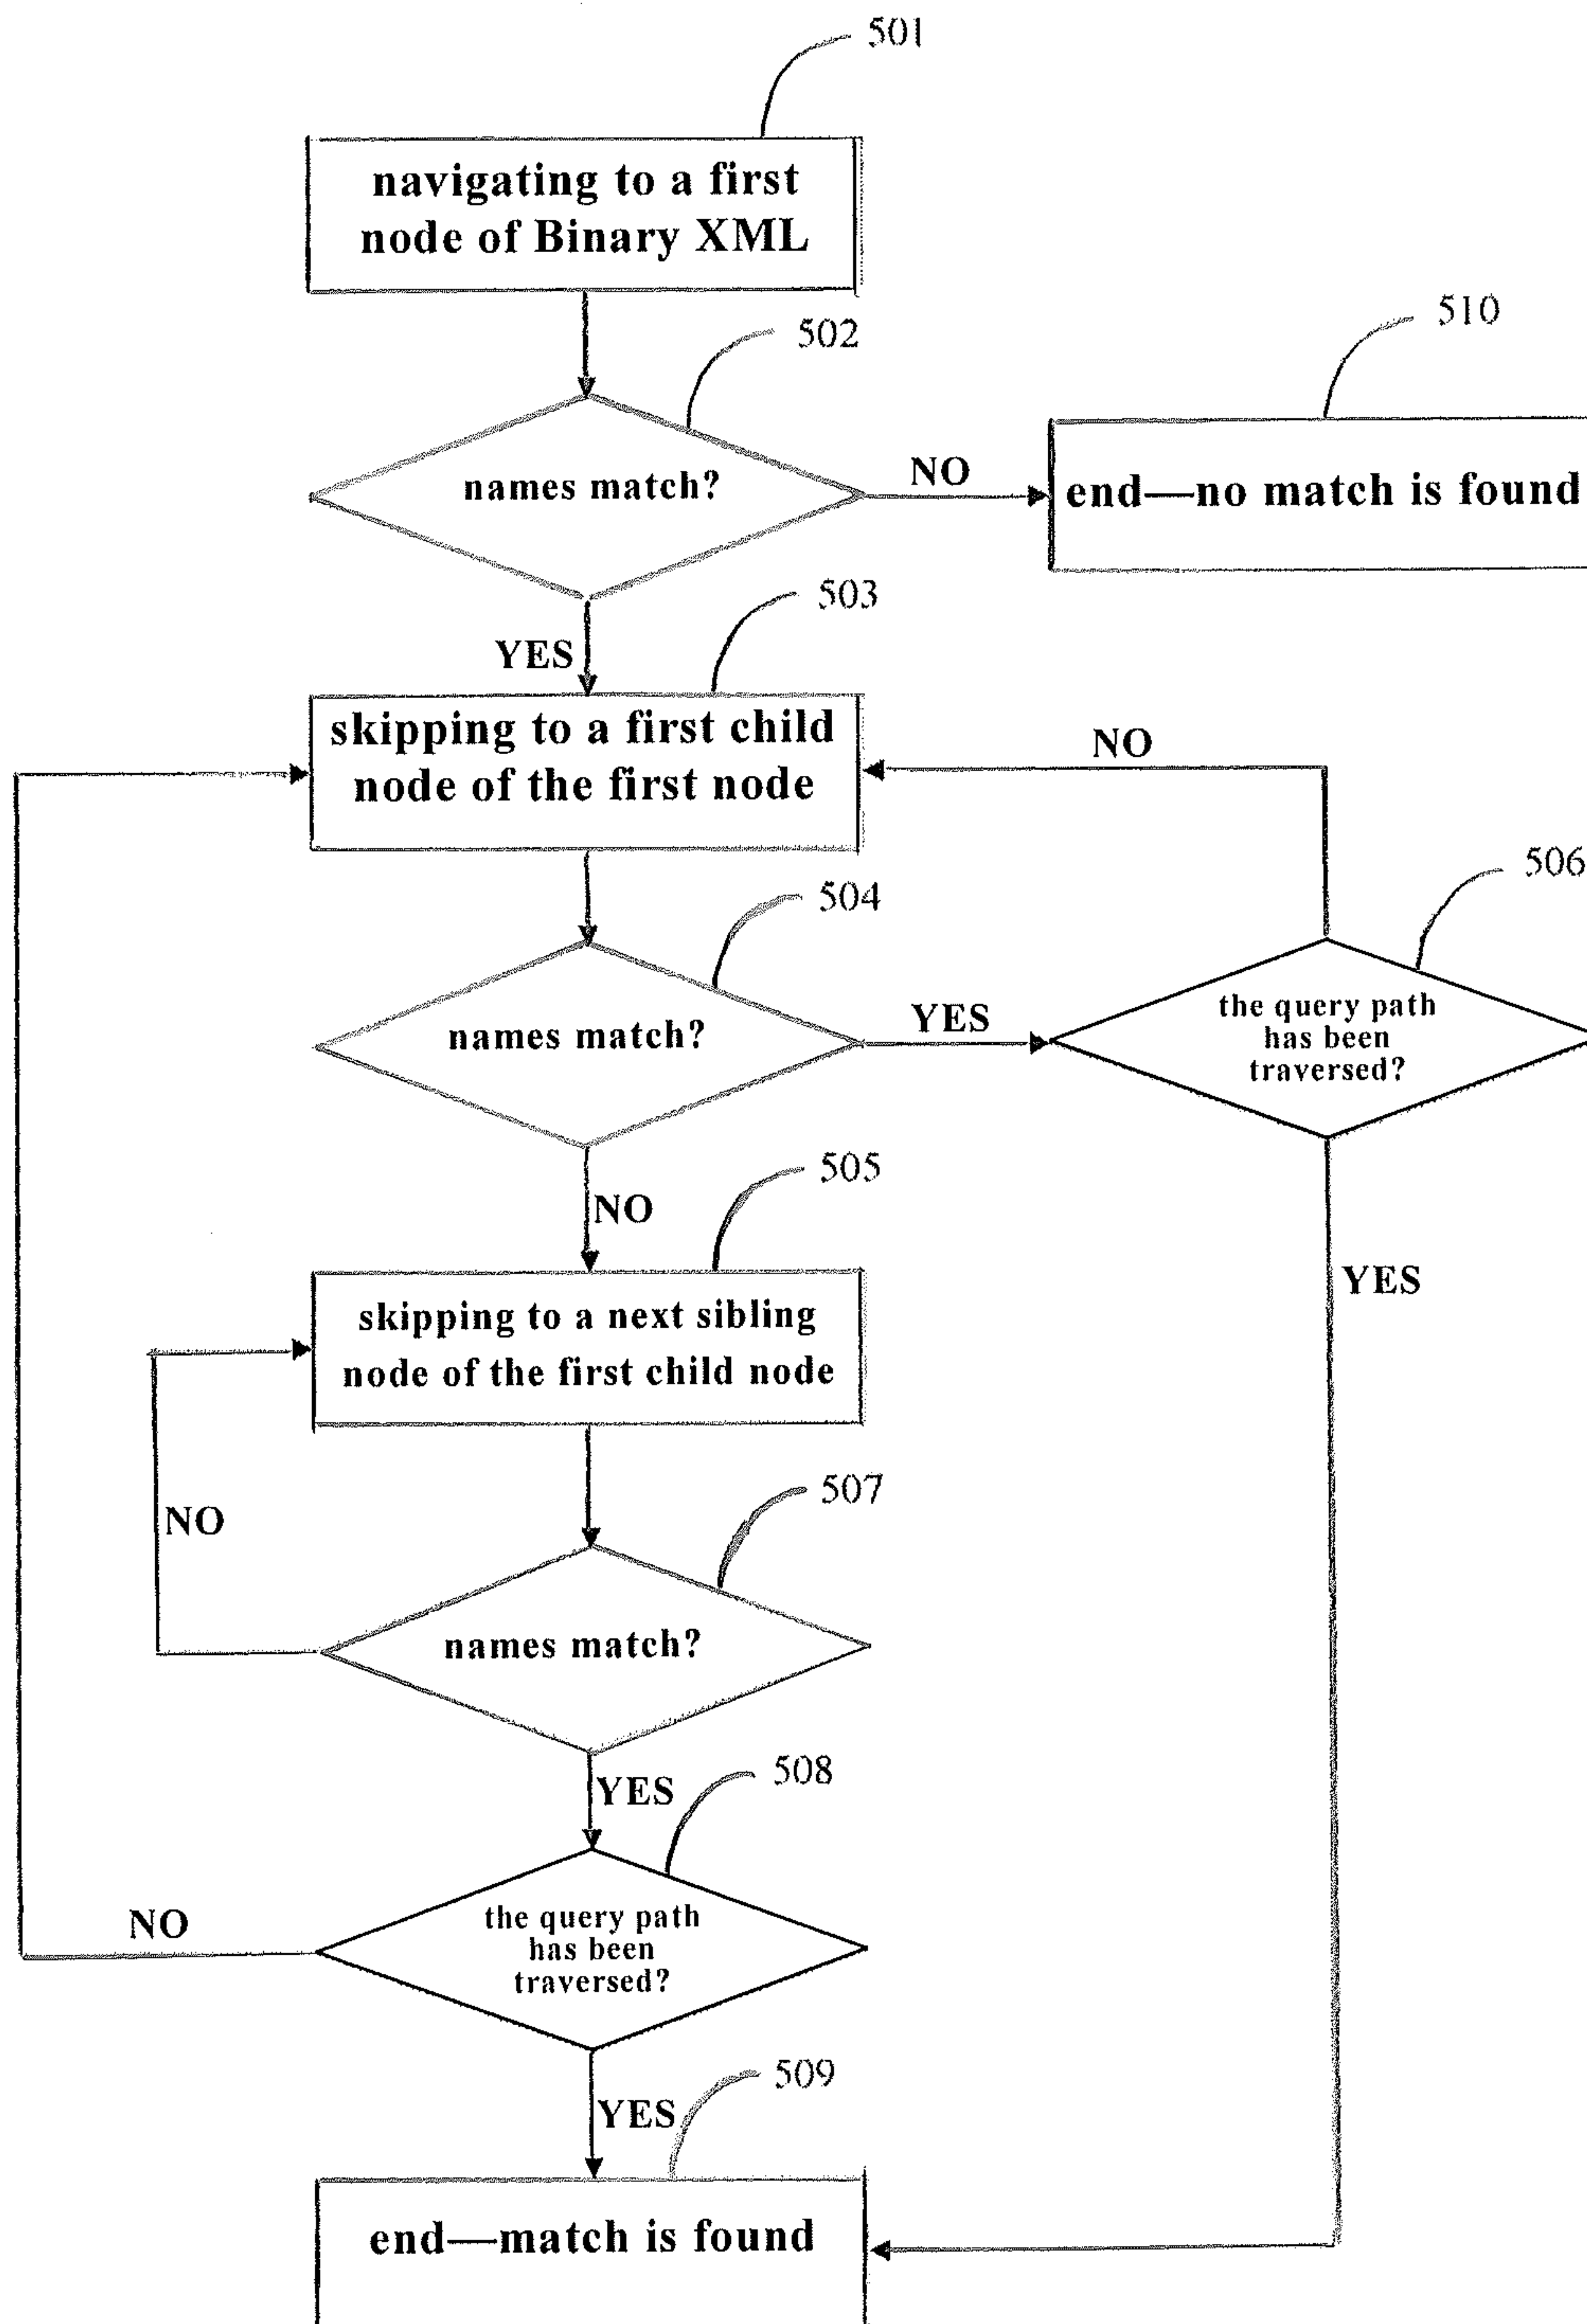 501
navigating to a first
node of Binary XML
502
510
names match?
NO
end—no match is found
503
YES
skipping to a first child
node of the first node
NO
504
506
names match?
YES
the query path
has been
traversed?
505
NO
YES
skipping to a next sibling
node of the first child node
507
NO
names match?
508
YES
the query path
has been
traversed?
NO
509
YES
end—match is found